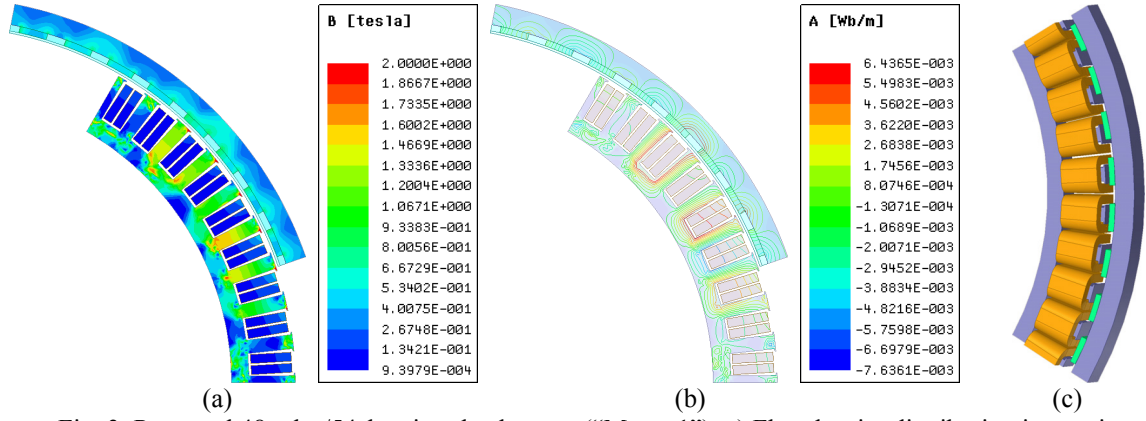 B [tesla]
2.0000E+000
1.8667E+000
1.7335E+000
1.6002E+000
1.4669E+000
1.3336E+000
1.2004E+000
1.0671E+000
9.3383E-001
8.0056E-001
6.6729E-001
5.3402E-001
4.0075E-001
2.6748E-001
1.3421E-001
9.3979E-004
A [Wb/m]
6.4365E-003
5.4983E-003
4.5602E-003
3.6220E-003
2.6838E-003
1.7456E-003
8.0746E-004
-1.3071E-004
-1.0689E-003
-2.0071E-003
-2.9452E-003
-3.8834E-003
-4.8216E-003
-5.7598E-003
-6.6979E-003
-7.6361E-003
(a)
(b)
(c)